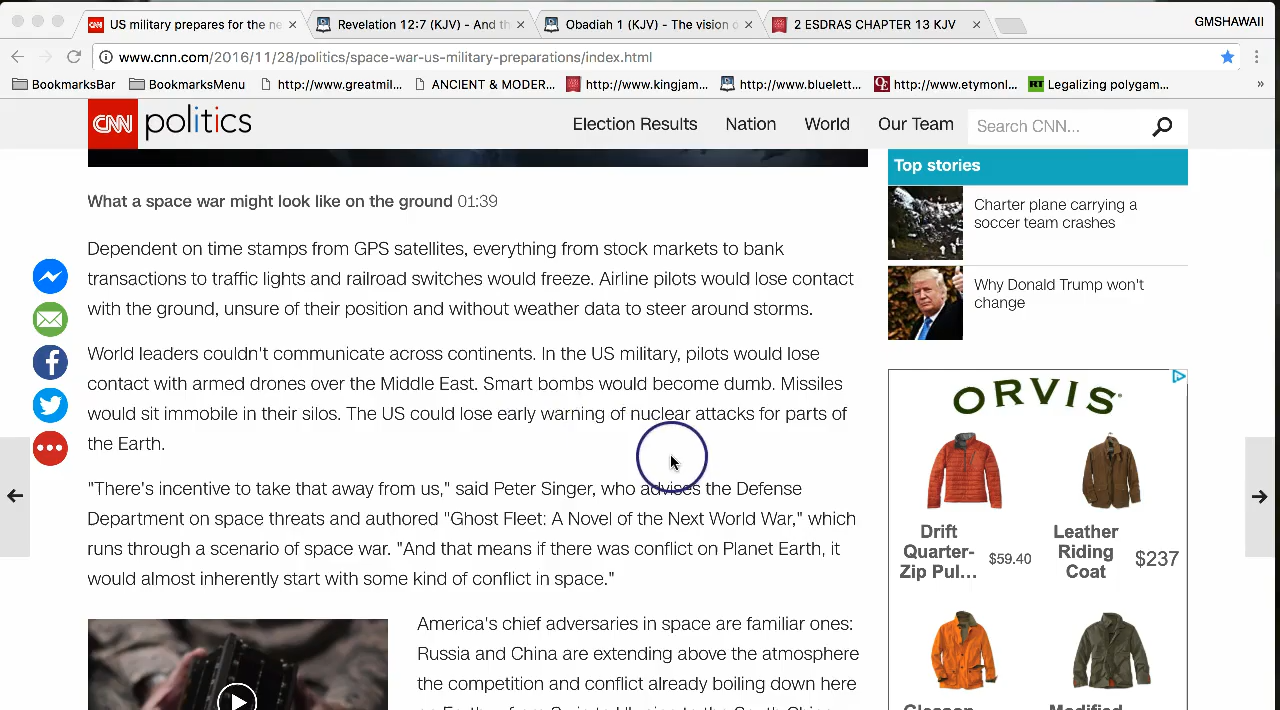 US military prepares for the ne
Revelation 12:7 (KJV) - And th
Obadiah 1 (KJV) - The vision o
2 ESDRAS CHAPTER 13 KJV
GMSHAWAII
www.cnn.com/2016/11/28/politics/space-war-us-military-preparations/index.html
BookmarksBar BookmarksMenu http://www.greatmil... ANCIENT & MODER... http://www.kingjam... http://www.bluelett... http://www.etymonl... RT Legalizing polygam... »
CNN politics
Election Results Nation World Our Team Search CNN...
What a space war might look like on the ground 01:39
Dependent on time stamps from GPS satellites, everything from stock markets to bank
transactions to traffic lights and railroad switches would freeze. Airline pilots would lose contact
with the ground, unsure of their position and without weather data to steer around storms.
World leaders couldn't communicate across continents. In the US military, pilots would lose
contact with armed drones over the Middle East. Smart bombs would become dumb. Missiles
would sit immobile in their silos. The US could lose early warning of nuclear attacks for parts of
the Earth.
"There's incentive to take that away from us," said Peter Singer, who advises the Defense
Department on space threats and authored "Ghost Fleet: A Novel of the Next World War," which
runs through a scenario of space war. "And that means if there was conflict on Planet Earth, it
would almost inherently start with some kind of conflict in space."
America's chief adversaries in space are familiar ones:
Russia and China are extending above the atmosphere
the competition and conflict already boiling down here
Top stories
Charter plane carrying a
soccer team crashes
Why Donald Trump won't
change
ORVIS
Drift
Quarter-
Zip Pul... $59.40
Leather
Riding
Coat $237